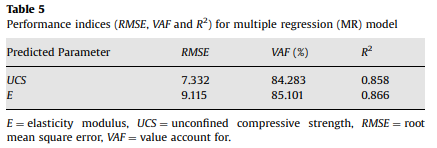 Table 5
Performance indices (RMSE, VAF and R²) for multiple regression (MR) model
Predicted Parameter RMSE VAF (%) R²
UCS 7.332 84.283 0.858
E 9.115 85.101 0.866
E = elasticity modulus, UCS = unconfined compressive strength, RMSE = root
mean square error, VAF = value account for.